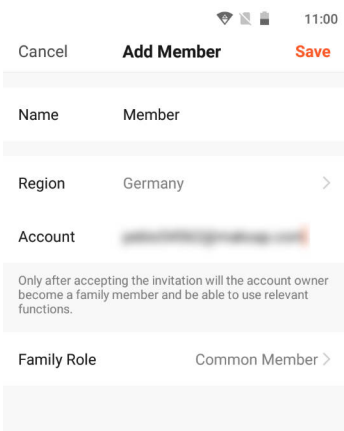 11:00
Cancel Add Member Save
Name Member
Region Germany
Account
Only after accepting the invitation will the account owner
become a family member and be able to use relevant
functions.
Family Role Common Member